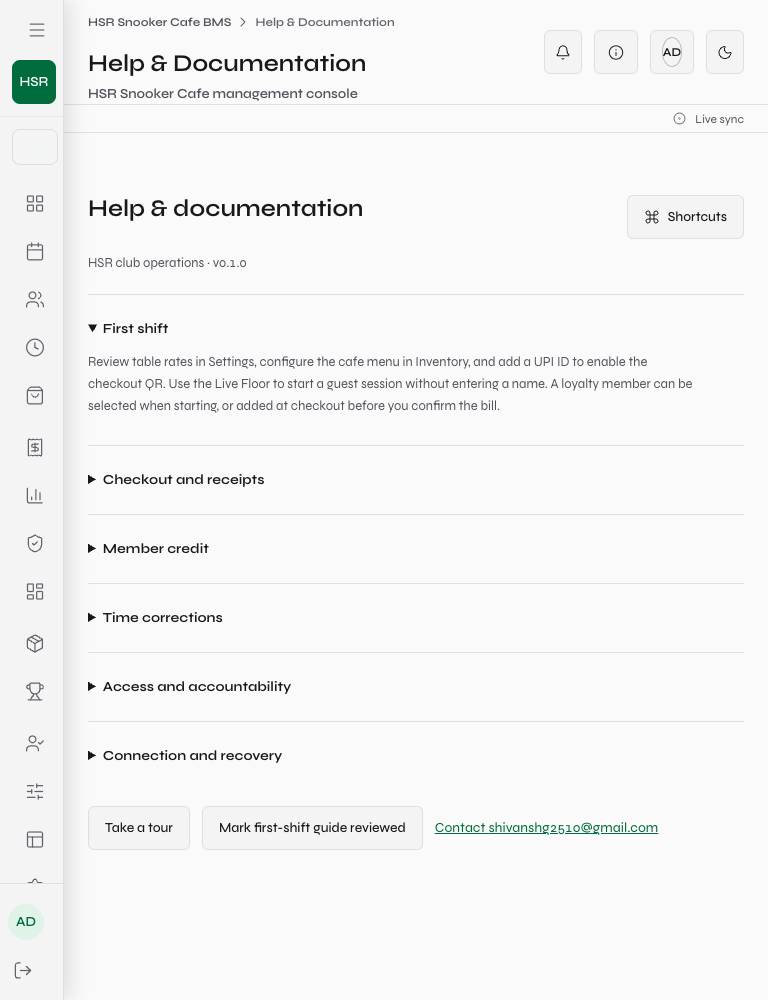 HSR Snooker Cafe BMS > Help & Documentation
Help & Documentation
HSR Snooker Cafe management console
AD
HSR
Live sync
Help & documentation
Shortcuts
HSR club operations · v0.1.0
First shift
Review table rates in Settings, configure the cafe menu in Inventory, and add a UPI ID to enable the
checkout QR. Use the Live Floor to start a guest session without entering a name. A loyalty member can be
selected when starting, or added at checkout before you confirm the bill.
Checkout and receipts
Member credit
Time corrections
Access and accountability
Connection and recovery
Take a tour
Mark first-shift guide reviewed
Contact shivanshg2510@gmail.com
AD